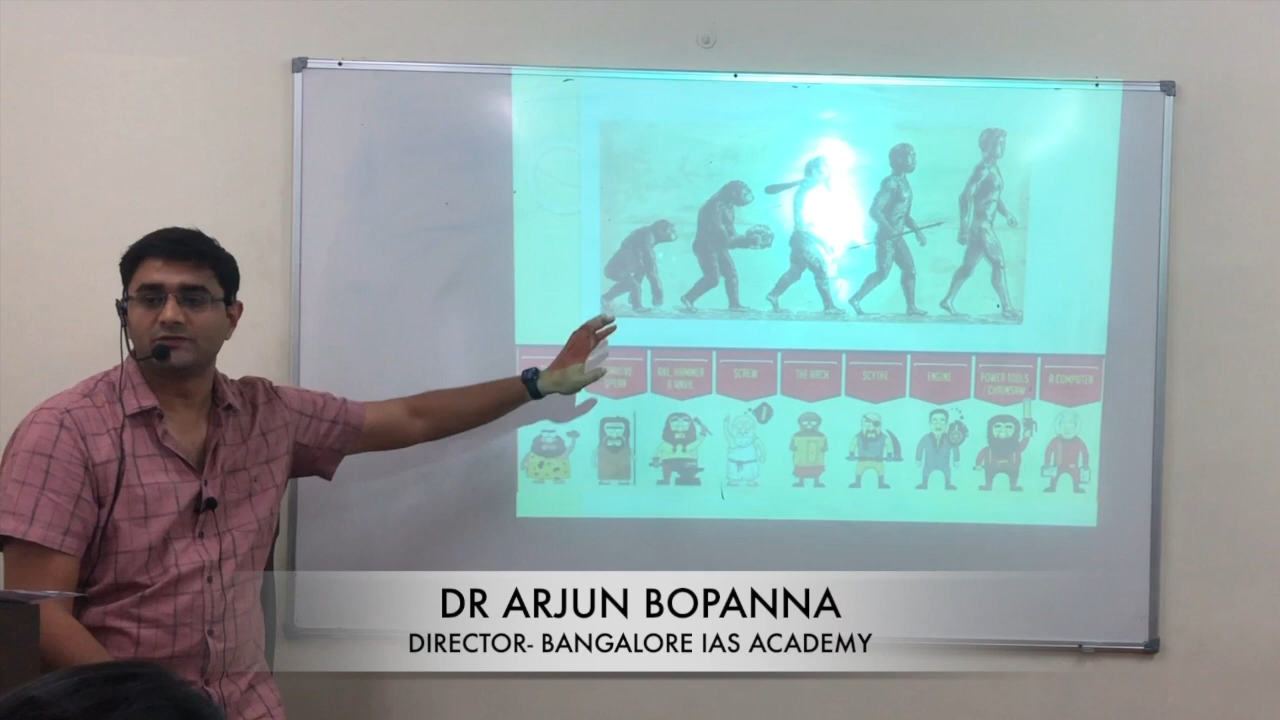 SPEAR
AXE, HAMMER
& ANVIL
SCREW
THE ARCH
SCYTHE
ENGINE
POWER TOOLS
CHAINSAW
A COMPUTER
DR ARJUN BOPANNA
DIRECTOR- BANGALORE IAS ACADEMY